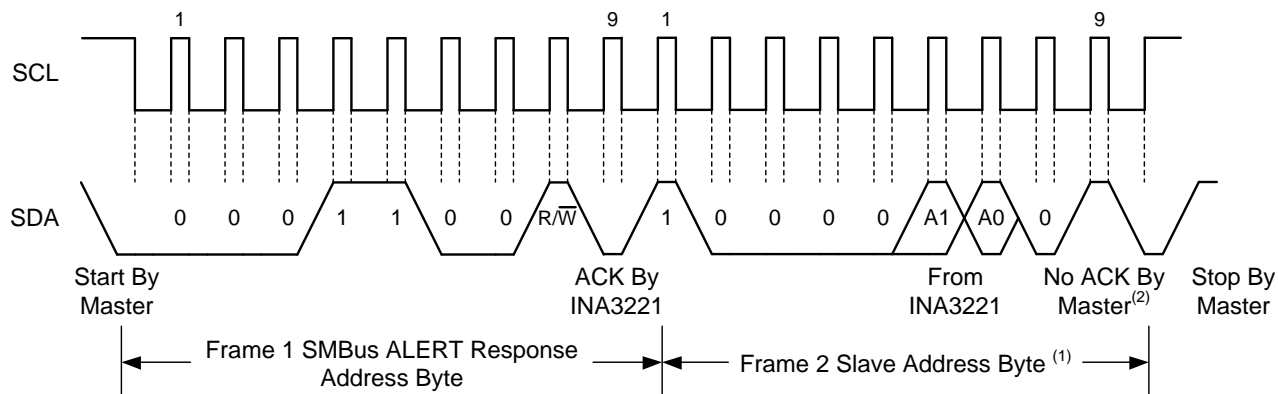 1 9 1 9
SCL
SDA
0 0 0 1 1 0 0 R/W̅ 1 0 0 0 0 A1 A0 0
Start By
Master
ACK By
INA3221
From
INA3221
No ACK By
Master(2)
Stop By
Master
Frame 1 SMBus ALERT Response
Address Byte
Frame 2 Slave Address Byte (1)